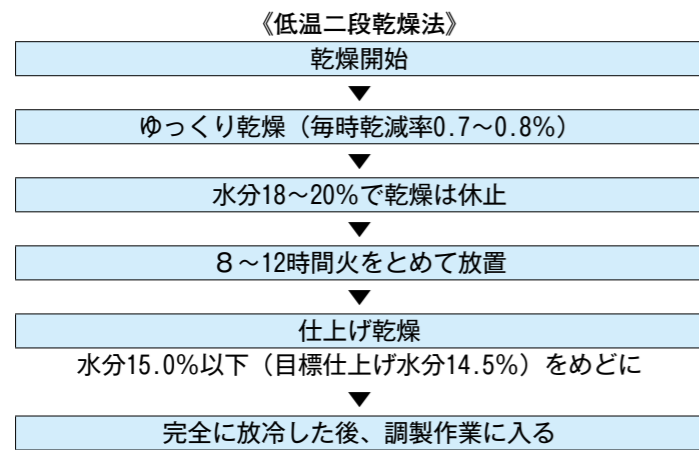 《低温二段乾燥法》
乾燥開始
▼
ゆっくり乾燥（毎時乾減率0.7～0.8%）
▼
水分18～20%で乾燥は休止
▼
８～12時間火をとめて放置
▼
仕上げ乾燥
水分15.0%以下（目標仕上げ水分14.5%）をめどに
▼
完全に放冷した後、調製作業に入る